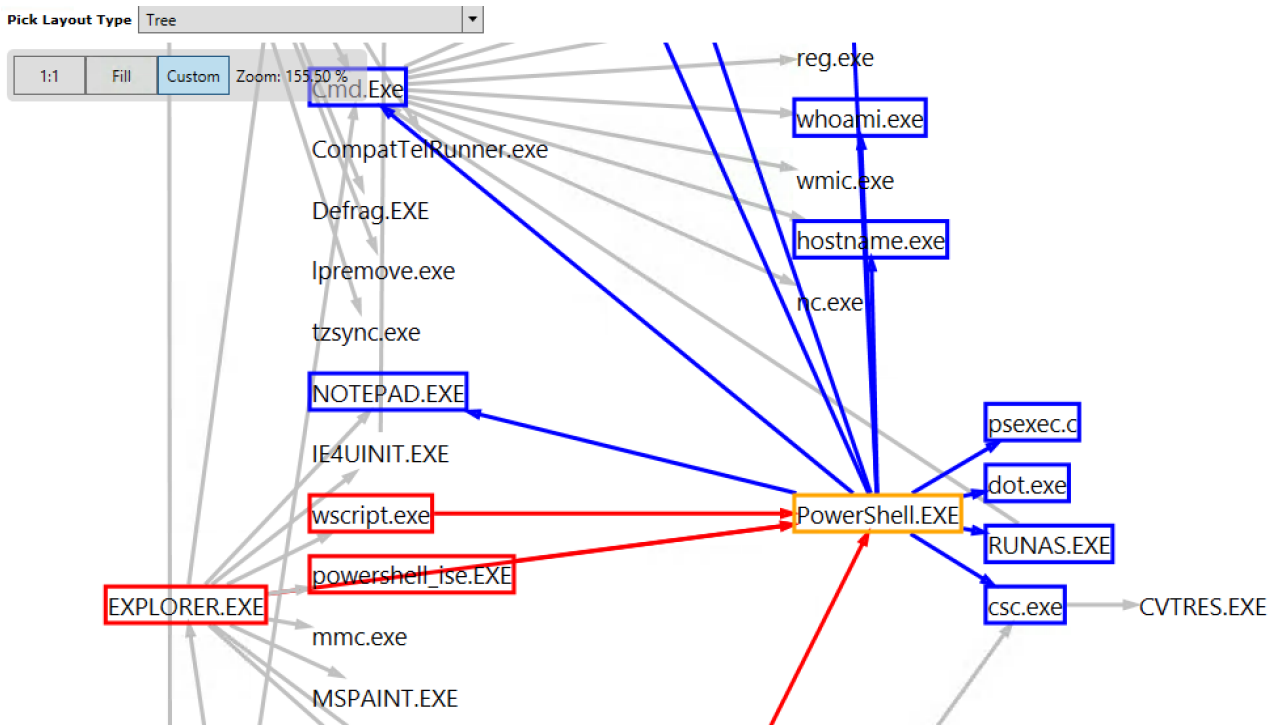 Pick Layout Type Tree
1:1 Fill Custom Zoom: 155.50 %
Cmd.Exe
CompatTelRunner.exe
Defrag.EXE
lpremove.exe
tzsync.exe
NOTEPAD.EXE
IE4UINIT.EXE
wscript.exe
powershell_ise.EXE
EXPLORER.EXE
mmc.exe
MSPAINT.EXE
reg.exe
whoami.exe
wmic.exe
hostname.exe
nc.exe
PowerShell.EXE
psexec.c
dot.exe
RUNAS.EXE
csc.exe
CVTRES.EXE